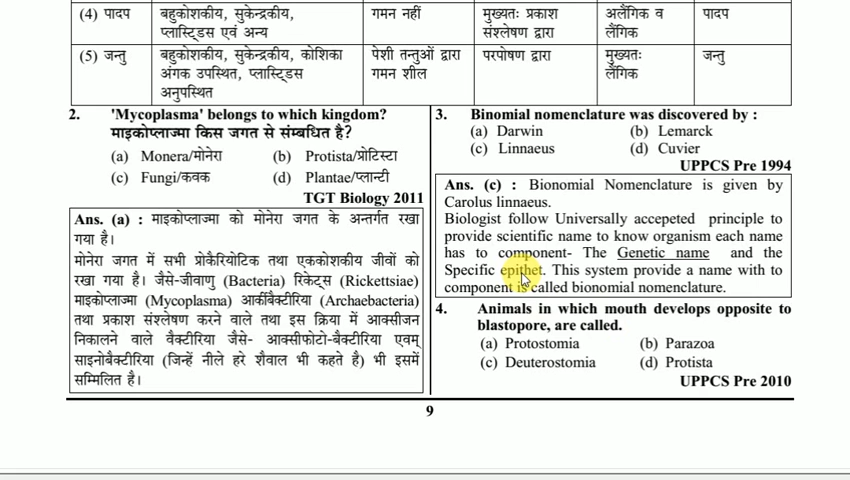 (4) पादप बहुकोशकीय, सुकेन्द्रकीय, प्लास्टिडस एवं अन्य गमन नहीं मुख्यतः प्रकाश संश्लेषण द्वारा अलैंगिक व लैंगिक पादप
(5) जन्तु बहुकोशकीय, सुकेन्द्रकीय, कोशिका अंगक उपस्थित, प्लास्टिडस अनुपस्थित पेशी तन्तुओं द्वारा गमन शील परपोषण द्वारा मुख्यतः लैंगिक जन्तु
2. 'Mycoplasma' belongs to which kingdom?
माइकोप्लाज्मा किस जगत से संम्बधित है?
(a) Monera/मोनेरा (b) Protista/प्रोटिस्टा
(c) Fungi/कवक (d) Plantae/प्लान्टी
TGT Biology 2011
Ans. (a) : माइकोप्लाज्मा को मोनेरा जगत के अन्तर्गत रखा
गया है।
मोनेरा जगत में सभी प्रोकैरियोटिक तथा एककोशकीय जीवों को
रखा गया है। जैसे-जीवाणु (Bacteria) रिकेट्स (Rickettsiae)
माइकोप्लाज्मा (Mycoplasma) आर्कीबैक्टीरिया (Archaebacteria)
तथा प्रकाश संश्लेषण करने वाले तथा इस क्रिया में आक्सीजन
निकालने वाले वैक्टीरिया जैसे- आक्सीफोटो-बैक्टीरिया एवम्
साइनोबैक्टीरिया (जिन्हें नीले हरे शैवाल भी कहते है) भी इसमें
सम्मिलित है।
3. Binomial nomenclature was discovered by :
(a) Darwin (b) Lemarck
(c) Linnaeus (d) Cuvier
UPPCS Pre 1994
Ans. (c) : Bionomial Nomenclature is given by
Carolus linnaeus.
Biologist follow Universally accepeted principle to
provide scientific name to know organism each name
has to component- The Genetic name and the
Specific epithet. This system provide a name with to
component is called bionomial nomenclature.
4. Animals in which mouth develops opposite to
blastopore, are called.
(a) Protostomia (b) Parazoa
(c) Deuterostomia (d) Protista
UPPCS Pre 2010
9